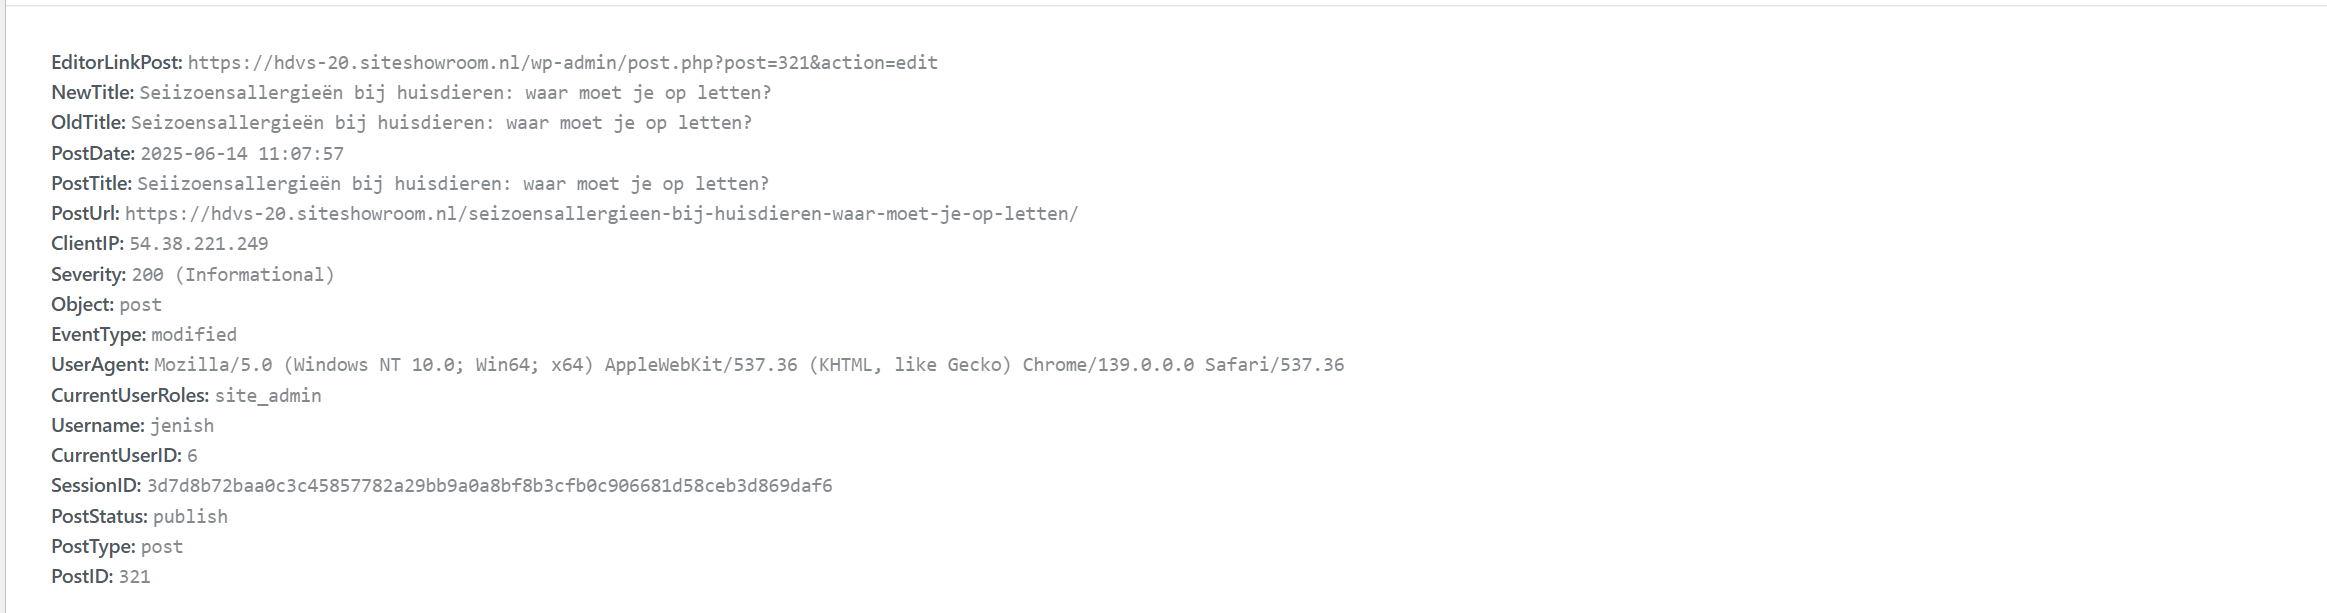 EditorLinkPost: https://hdvs-20.siteshowroom.nl/wp-admin/post.php?post=321&action=edit
NewTitle: Seiizoensallergieën bij huisdieren: waar moet je op letten?
OldTitle: Seizoensallergieën bij huisdieren: waar moet je op letten?
PostDate: 2025-06-14 11:07:57
PostTitle: Seiizoensallergieën bij huisdieren: waar moet je op letten?
PostUrl: https://hdvs-20.siteshowroom.nl/seizoensallergieen-bij-huisdieren-waar-moet-je-op-letten/
ClientIP: 54.38.221.249
Severity: 200 (Informational)
Object: post
EventType: modified
UserAgent: Mozilla/5.0 (Windows NT 10.0; Win64; x64) AppleWebKit/537.36 (KHTML, like Gecko) Chrome/139.0.0.0 Safari/537.36
CurrentUserRoles: site_admin
Username: jenish
CurrentUserID: 6
SessionID: 3d7d8b72baa0c3c45857782a29bb9a0a8bf8b3cfb0c906681d58ceb3d869daf6
PostStatus: publish
PostType: post
PostID: 321